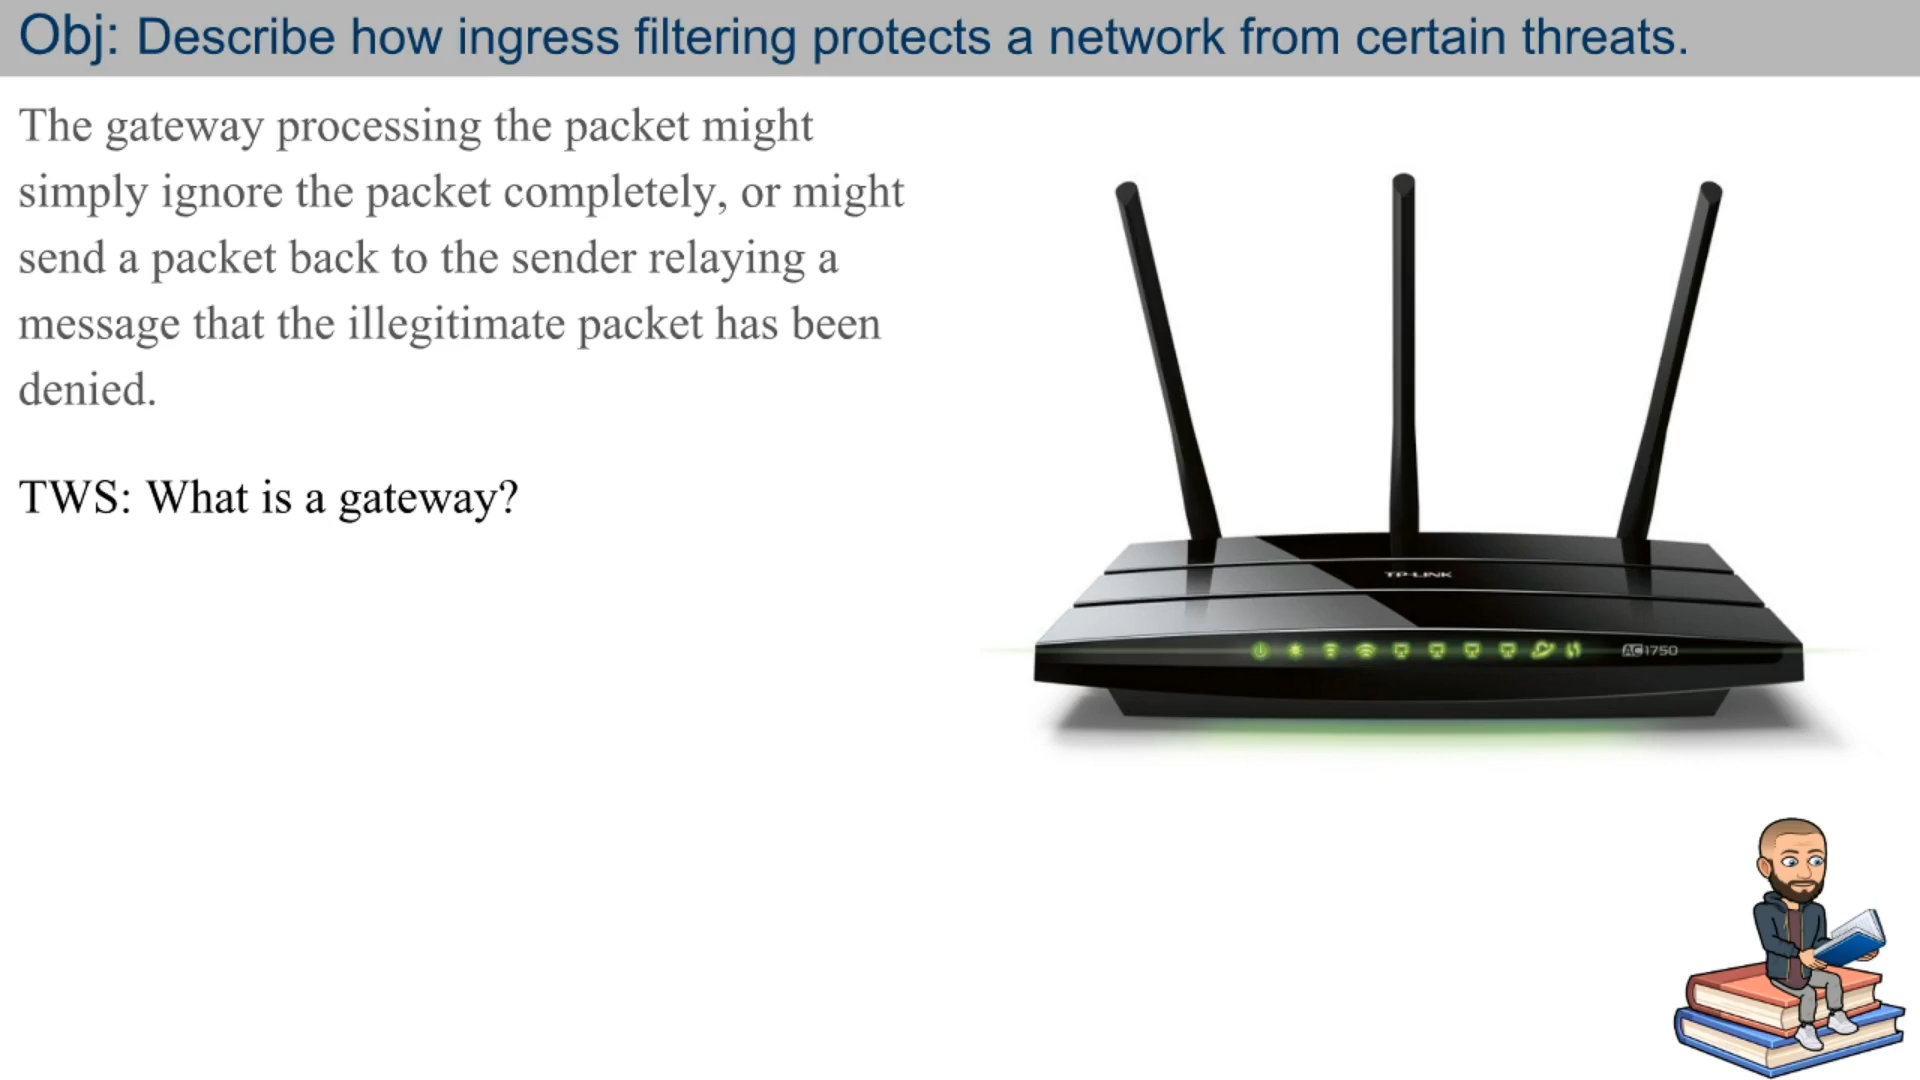 Obj: Describe how ingress filtering protects a network from certain threats.
The gateway processing the packet might
simply ignore the packet completely, or might
send a packet back to the sender relaying a
message that the illegitimate packet has been
denied.
TWS: What is a gateway?
TP-LINK
AC1750